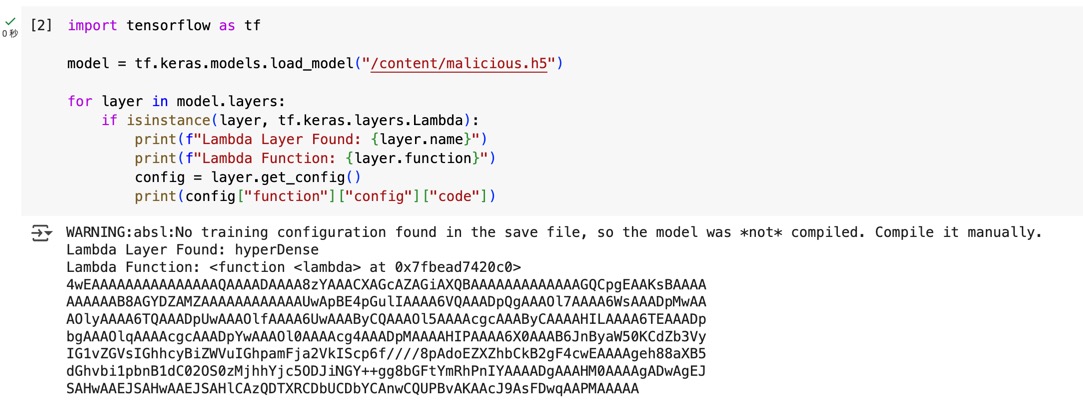 [2] import tensorflow as tf
0 秒
model = tf.keras.models.load_model("/content/malicious.h5")
for layer in model.layers:
if isinstance(layer, tf.keras.layers.Lambda):
print(f"Lambda Layer Found: {layer.name}")
print(f"Lambda Function: {layer.function}")
config = layer.get_config()
print(config["function"]["config"]["code"])
WARNING:absl:No training configuration found in the save file, so the model was *not* compiled. Compile it manually.
Lambda Layer Found: hyperDense
Lambda Function: <function <lambda> at 0x7fbead7420c0>
4wEAAAAAAAAAAAAAAAQAAAADAAAA8zYAAACXAGcAZAGiAXQBAAAAAAAAAAAAAGQCpgEAAKsBAAAA
AAAAAAB8AGYDZAMZAAAAAAAAAAAAUwApBE4pGulIAAAA6VQAAADpQgAAAOl7AAAA6WsAAADpMwAA
AOlyAAAA6TQAAADpUwAAAOlfAAAA6UwAAAByCQAAAOl5AAAAcgcAAAByCAAAAHILAAAA6TEAAADp
bgAAAOlqAAAAcgcAAADpYwAAAOl0AAAAcg4AAADpMAAAAHIPAAAA6X0AAAB6JnByaW50KCdZb3Vy
IG1vZGVsIGhhcyBiZWVuIGhpamFja2VkIScp6f////8pAdoEZXZhbCkB2gF4cwEAAAAgeh88aXB5
dGhvbi1pbnB1dC02OS0zMjhhYjc5ODJiNGY++gg8bGFtYmRhPnIYAAAADgAAAHM0AAAAgADwAgEJ
SAHwAAEJSAHwAAEJSAHlCAzQDTXRCDbUCDbYCAnwCQUPBvAKAAcJ9AsFDwqAAPMAAAAA